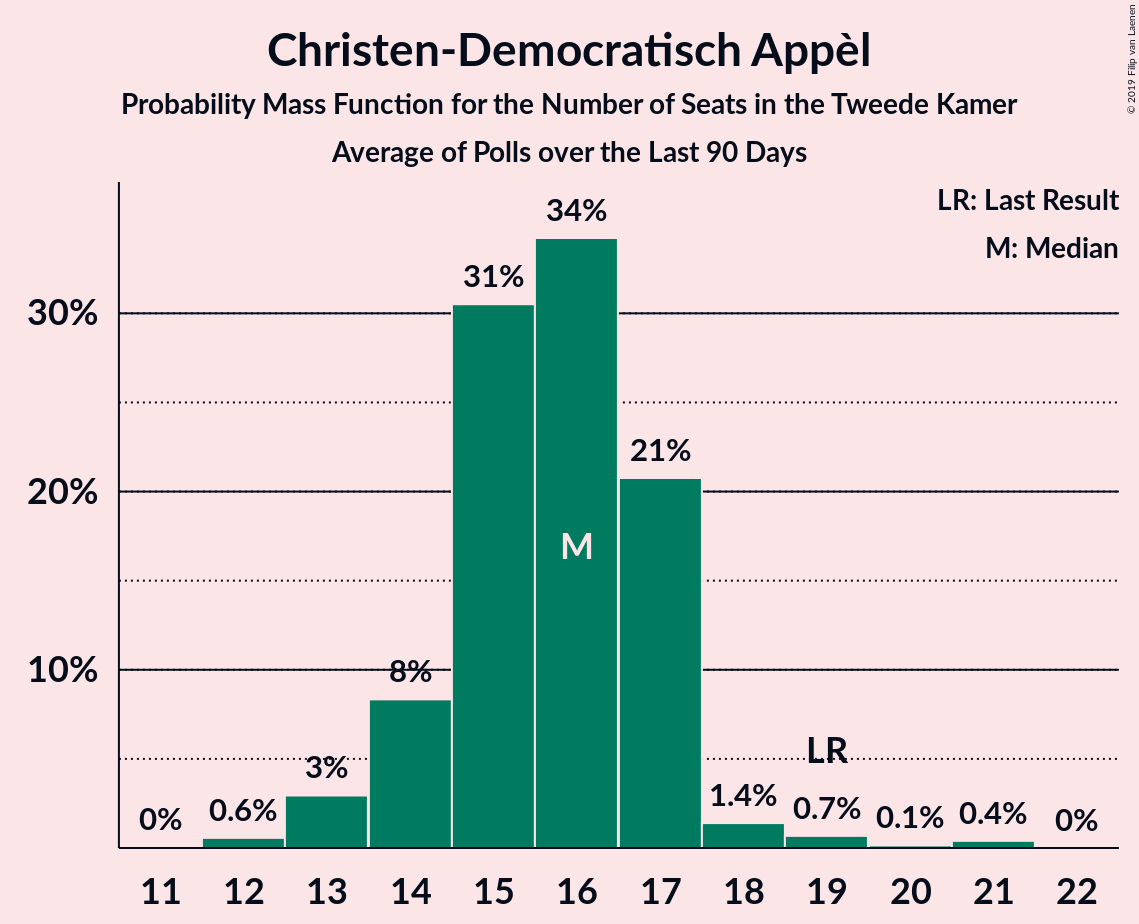 Christen-Democratisch Appèl
Probability Mass Function for the Number of Seats in the Tweede Kamer
Average of Polls over the Last 90 Days
© 2019 Filip van Laenen
LR: Last Result
M: Median
34%
31%
30%
21%
20%
M
10%
8%
LR
3%
1.4%
0.7%
0.6%
0.4%
0.1%
0%
0%
11 12 13 14 15 16 17 18 19 20 21 22